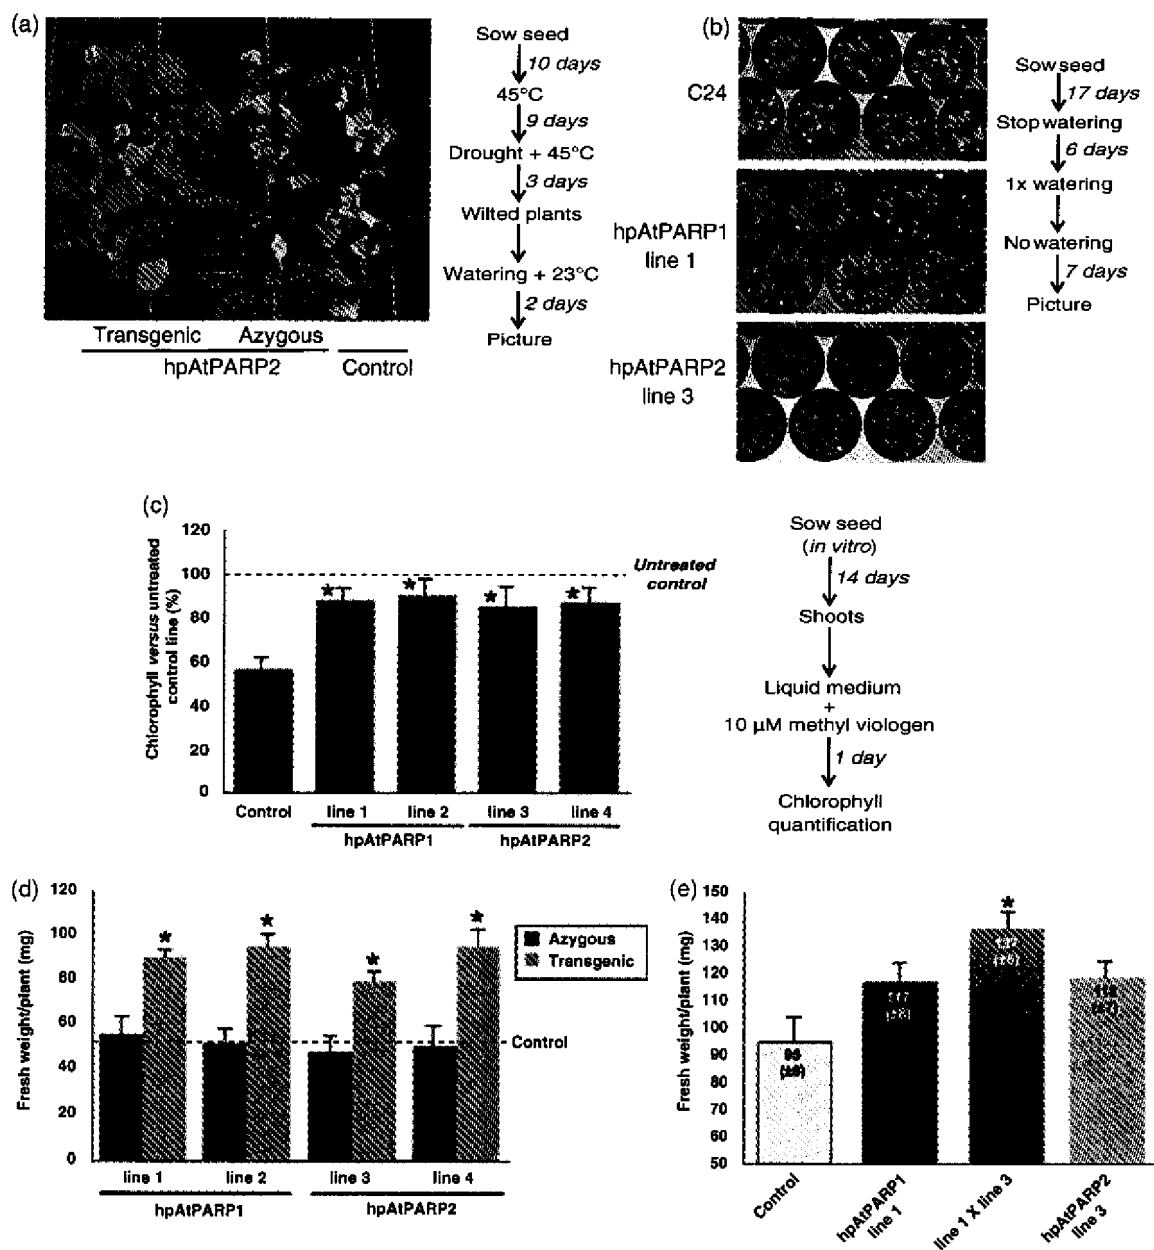 (a)
Sow seed
10 days
45°C
9 days
Drought + 45°C
3 days
Wilted plants
Watering + 23°C
2 days
Picture
Transgenic Azygous
hpAtPARP2 Control
(b)
C24
hpAtPARP1
line 1
hpAtPARP2
line 3
Sow seed
17 days
Stop watering
6 days
1x watering
No watering
7 days
Picture
(c)
Chlorophyll versus untreated
control line (%)
120
100
80
60
40
20
0
Untreated
control
* * * *
Control line 1 line 2 line 3 line 4
hpAtPARP1 hpAtPARP2
Sow seed
(in vitro)
14 days
Shoots
Liquid medium
+
10 µM methyl viologen
1 day
Chlorophyll
quantification
(d)
Fresh weight/plant (mg)
120
100
80
60
40
20
0
* * * *
Azygous
Transgenic
Control
line 1 line 2 line 3 line 4
hpAtPARP1 hpAtPARP2
(e)
Fresh weight/plant (mg)
150
140
130
120
110
100
90
80
70
60
50
*
95
(±9)
Control
hpAtPARP1
line 1
line 1 X line 3
hpAtPARP2
line 3